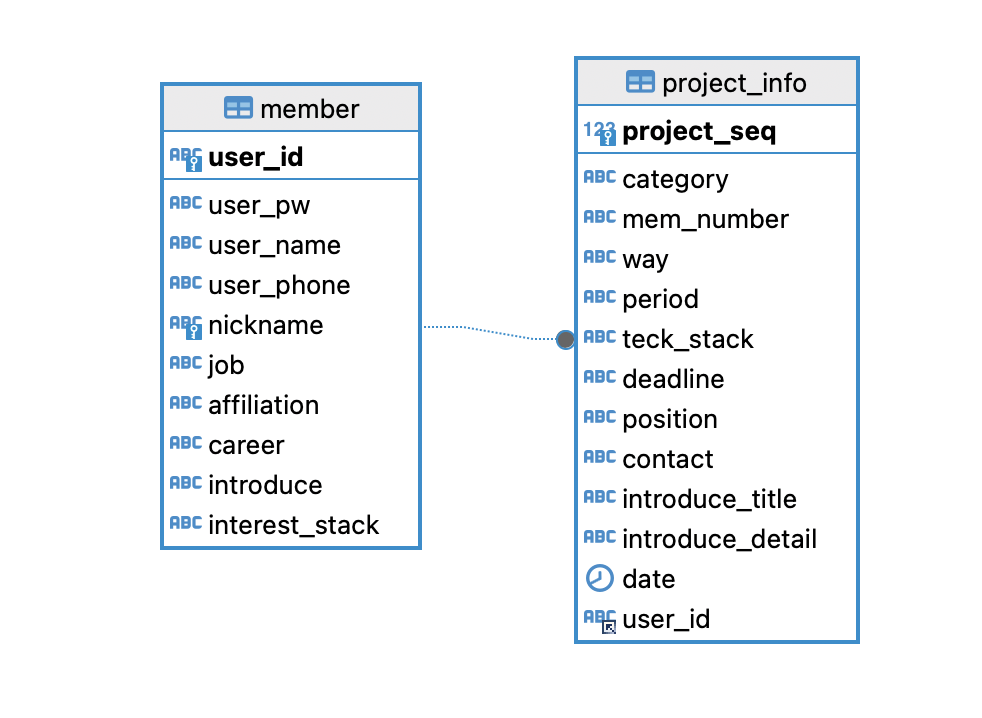 member
ABC user_id
ABC user_pw
ABC user_name
ABC user_phone
ABC nickname
ABC job
ABC affiliation
ABC career
ABC introduce
ABC interest_stack
project_info
123 project_seq
ABC category
ABC mem_number
ABC way
ABC period
ABC teck_stack
ABC deadline
ABC position
ABC contact
ABC introduce_title
ABC introduce_detail
date
ABC user_id